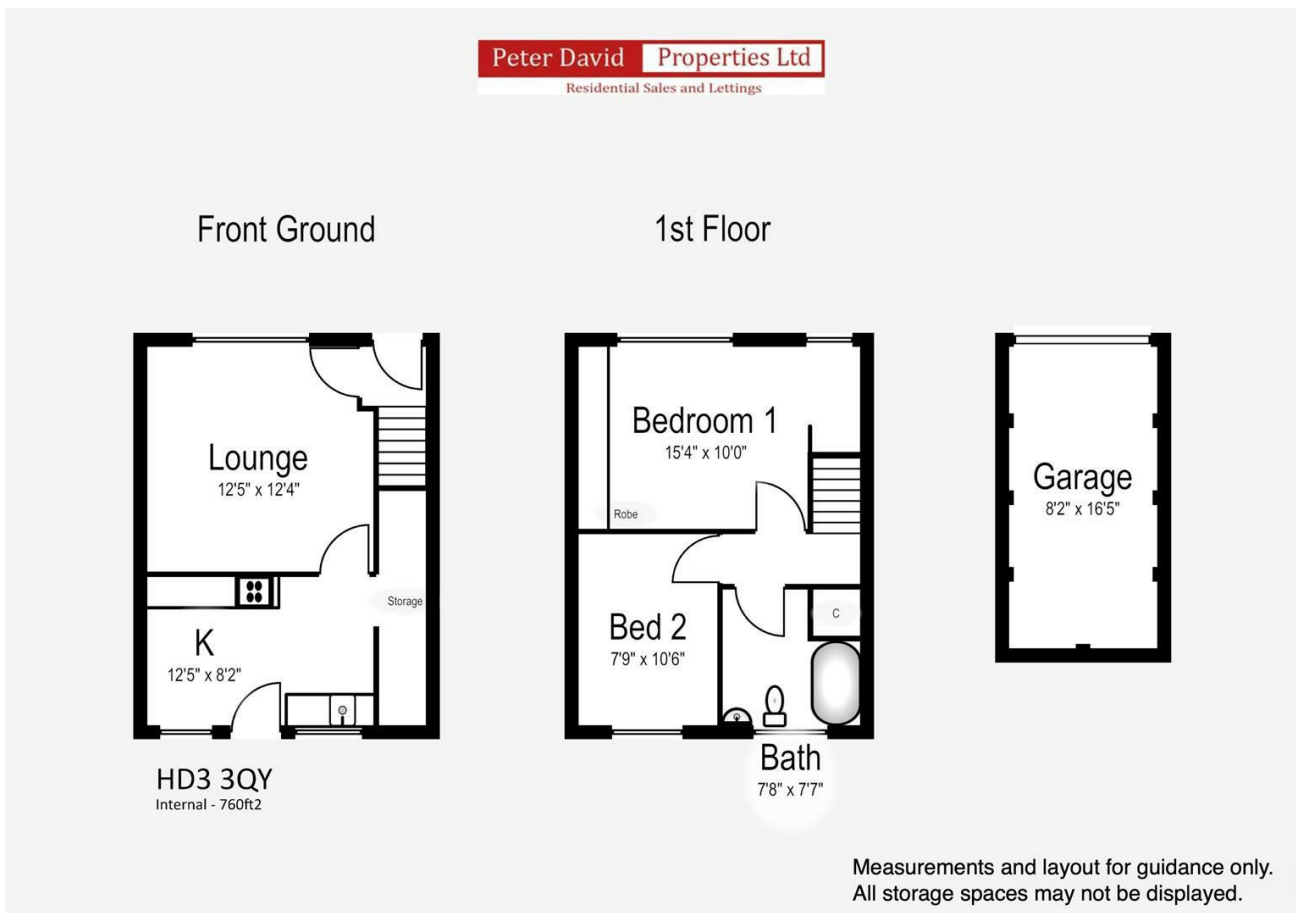 Peter David Properties Ltd
Residential Sales and Lettings
Front Ground
1st Floor
Lounge
12'5" x 12'4"
Storage
K
12'5" x 8'2"
HD3 3QY
Internal - 760ft2
Bedroom 1
15'4" x 10'0"
Robe
Bed 2
7'9" x 10'6"
C
Bath
7'8" x 7'7"
Garage
8'2" x 16'5"
Measurements and layout for guidance only.
All storage spaces may not be displayed.